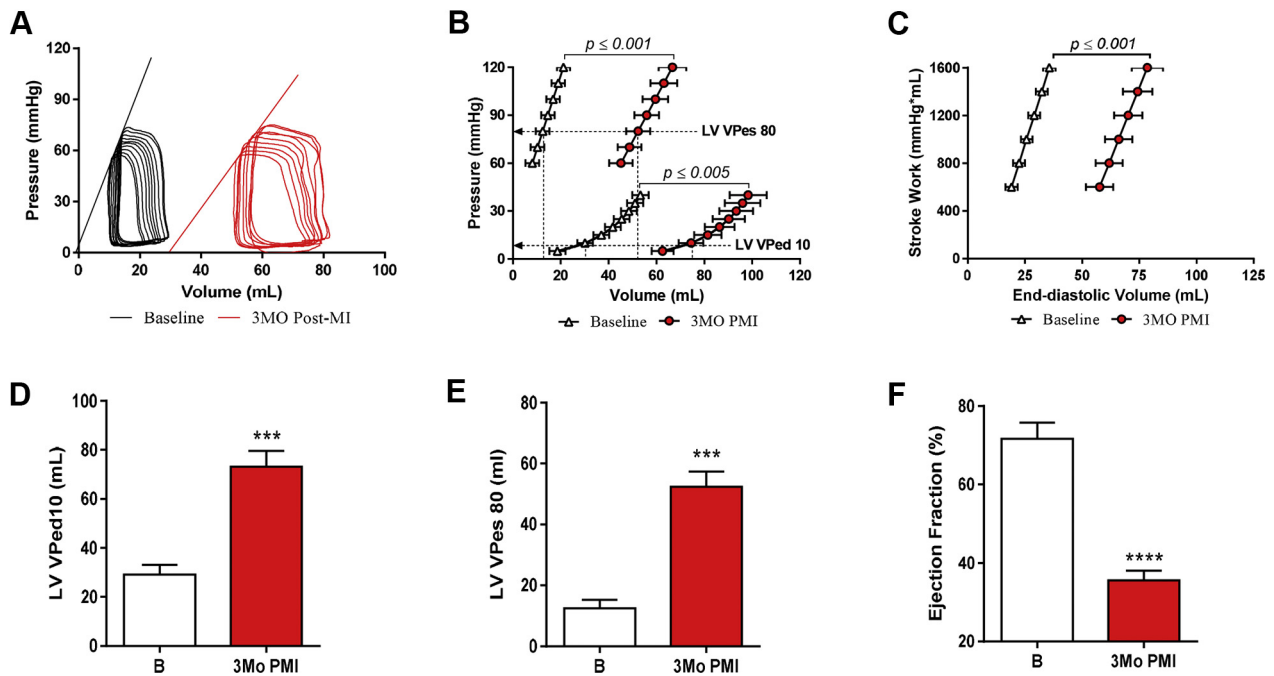 A
Pressure (mmHg)
120
90
60
30
0
0 20 40 60 80 100
Volume (mL)
Baseline 3MO Post-MI
B
p ≤ 0.001
Pressure (mmHg)
120
90
60
30
0
LV VPes 80
p ≤ 0.005
LV VPed 10
0 20 40 60 80 100 120
Volume (mL)
Baseline 3MO PMI
C
p ≤ 0.001
Stroke Work (mmHg*mL)
1600
1200
800
400
0
0 25 50 75 100 125
End-diastolic Volume (mL)
Baseline 3MO PMI
D
LV VPed10 (mL)
100
80
60
40
20
0
***
B 3Mo PMI
E
LV VPes 80 (ml)
80
60
40
20
0
***
B 3Mo PMI
F
Ejection Fraction (%)
80
60
40
20
****
B 3Mo PMI